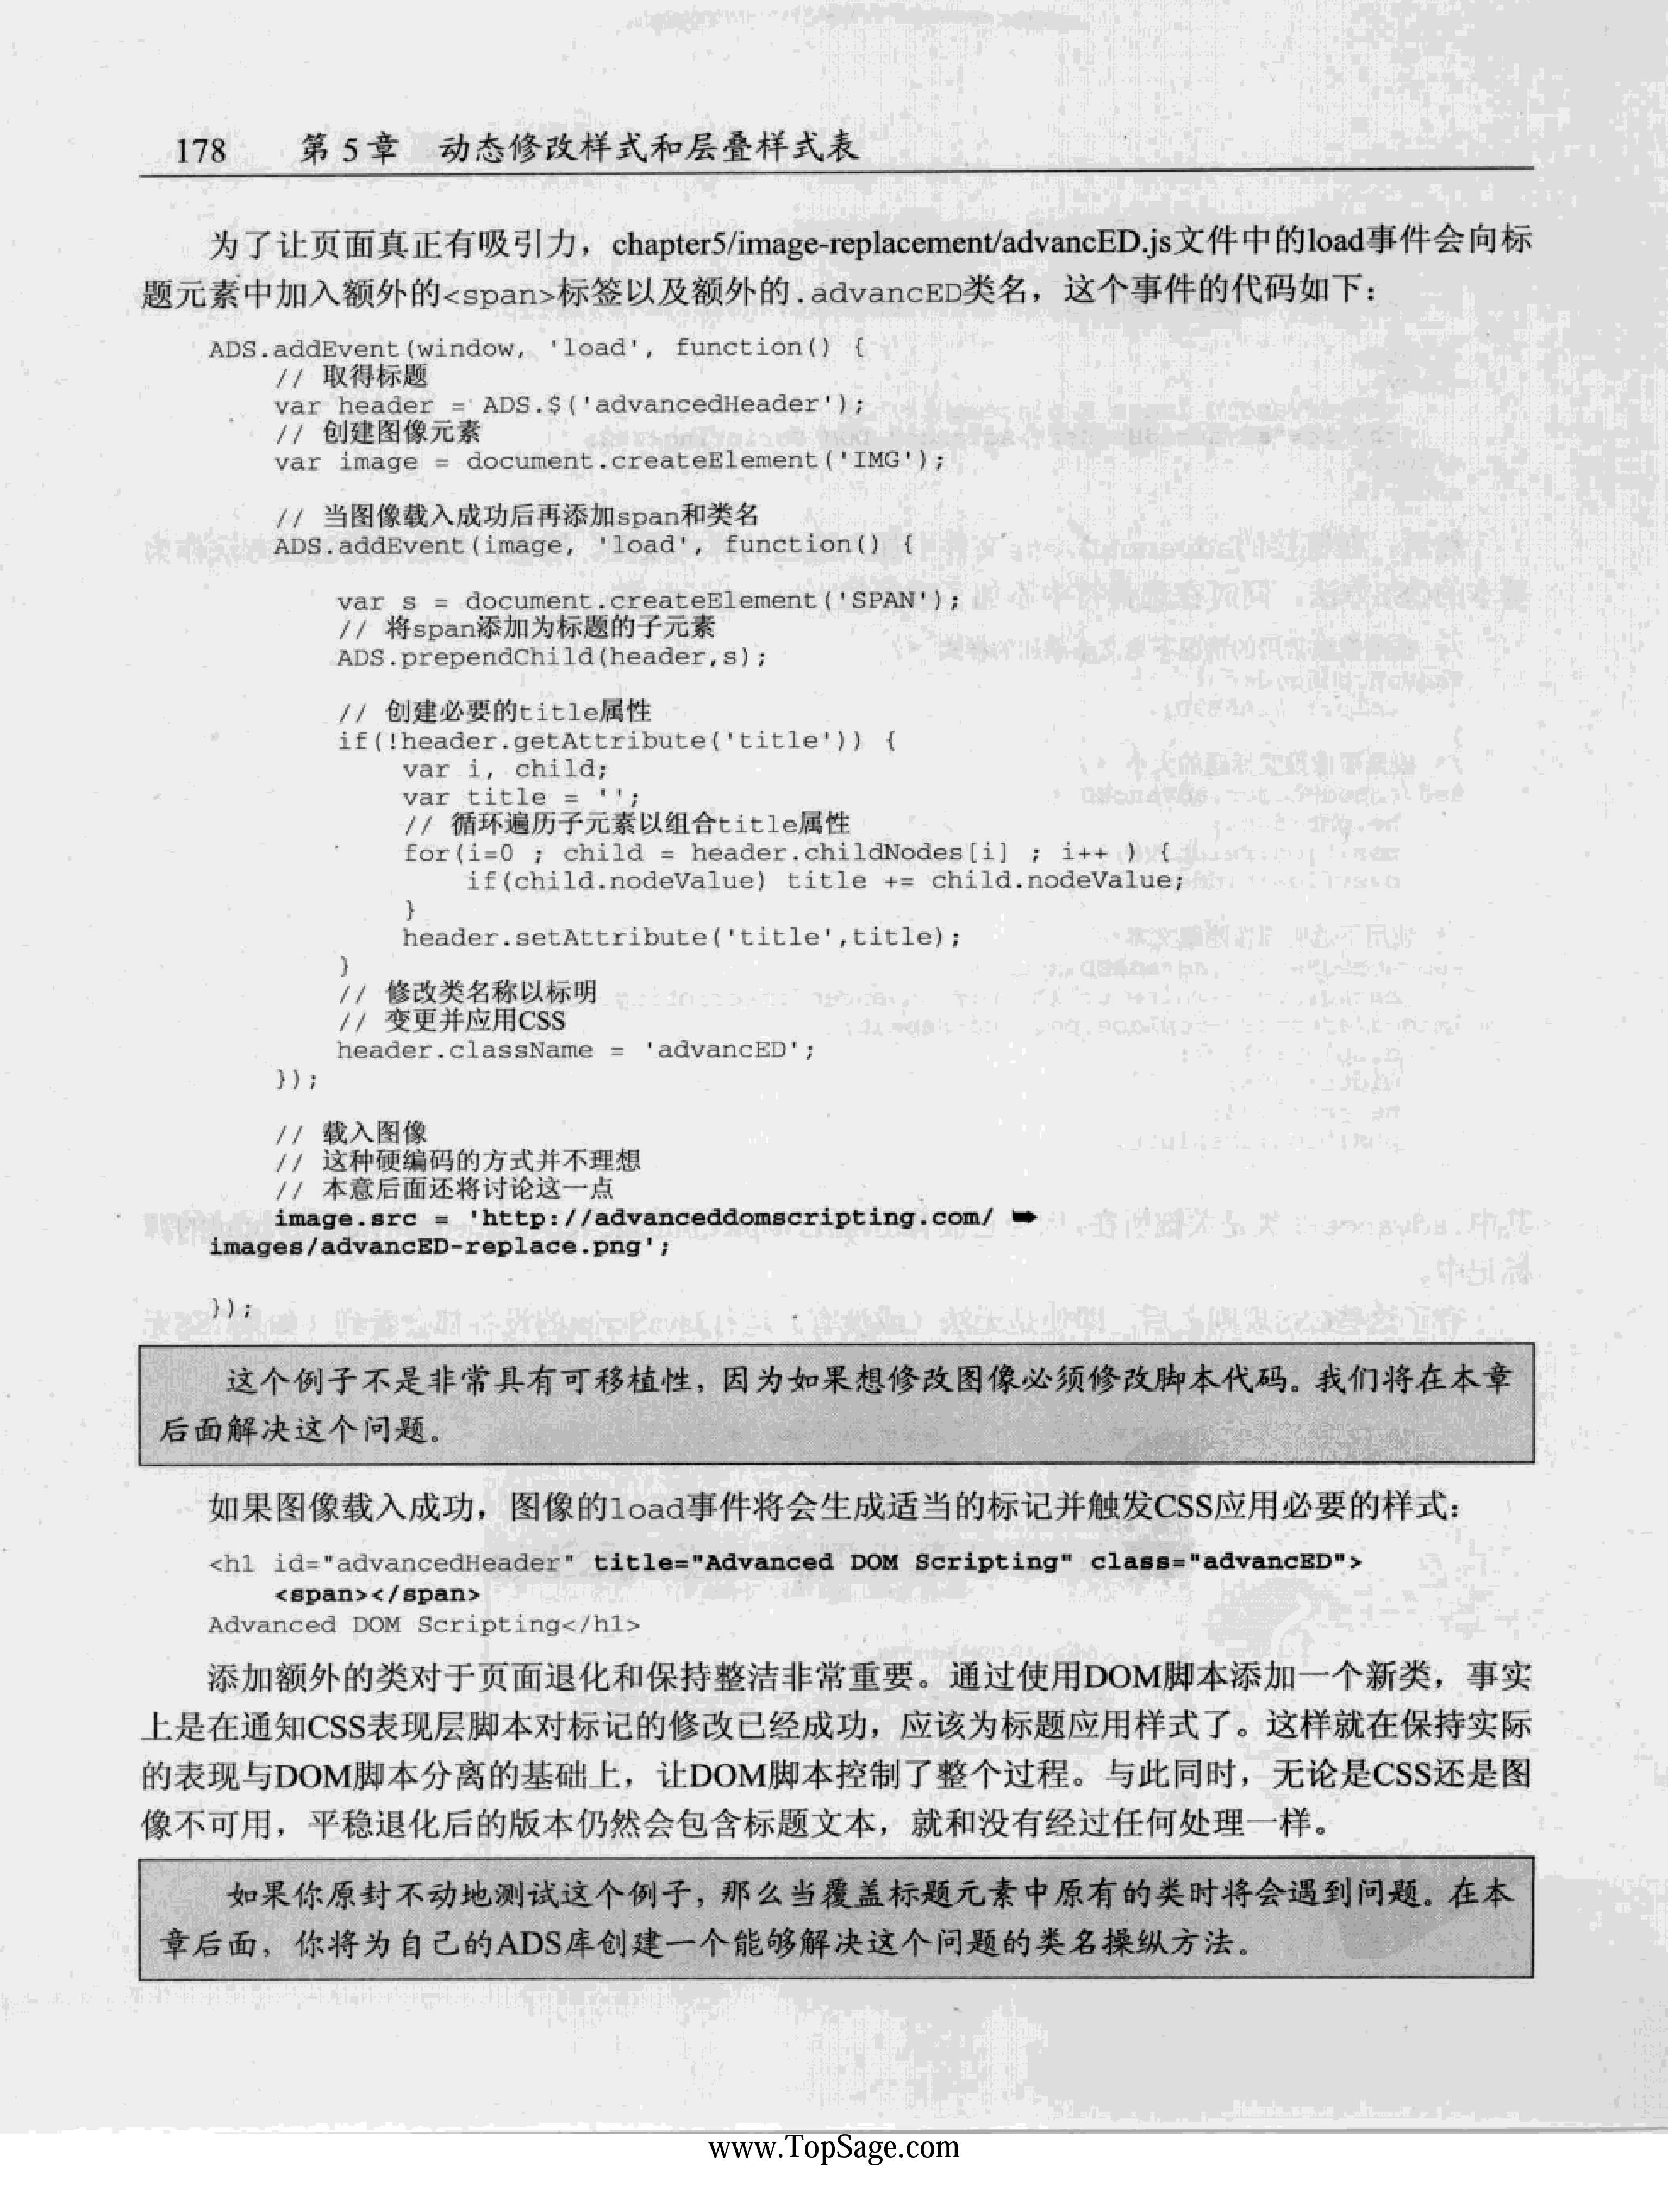 178 第 5 章 动态修改样式和层叠样式表
为了让页面真正有吸引力，chapter5/image-replacement/advancED.js文件中的load事件会向标
题元素中加入额外的<span>标签以及额外的.advancED类名，这个事件的代码如下：
ADS.addEvent(window, 'load', function() {
// 取得标题
var header = ADS.$('advancedHeader');
// 创建图像元素
var image = document.createElement('IMG');
// 当图像载入成功后再添加span和类名
ADS.addEvent(image, 'load', function() {
var s = document.createElement('SPAN');
// 将span添加为标题的子元素
ADS.prependChild(header,s);
// 创建必要的title属性
if(!header.getAttribute('title')) {
var i, child;
var title = '';
// 循环遍历子元素以组合title属性
for(i=0 ; child = header.childNodes[i] ; i++ ) {
if(child.nodeValue) title += child.nodeValue;
}
header.setAttribute('title',title);
}
// 修改类名称以标明
// 变更并应用CSS
header.className = 'advancED';
});
// 载入图像
// 这种硬编码的方式并不理想
// 本意后面还将讨论这一点
image.src = 'http://advanceddomscripting.com/ ➥
images/advancED-replace.png';
});
这个例子不是非常具有可移植性，因为如果想修改图像必须修改脚本代码。我们将在本章
后面解决这个问题。
如果图像载入成功，图像的load事件将会生成适当的标记并触发CSS应用必要的样式：
<h1 id="advancedHeader" title="Advanced DOM Scripting" class="advancED">
<span></span>
Advanced DOM Scripting</h1>
添加额外的类对于页面退化和保持整洁非常重要。通过使用DOM脚本添加一个新类，事实
上是在通知CSS表现层脚本对标记的修改已经成功，应该为标题应用样式了。这样就在保持实际
的表现与DOM脚本分离的基础上，让DOM脚本控制了整个过程。与此同时，无论是CSS还是图
像不可用，平稳退化后的版本仍然会包含标题文本，就和没有经过任何处理一样。
如果你原封不动地测试这个例子，那么当覆盖标题元素中原有的类时将会遇到问题。在本
章后面，你将为自己的ADS库创建一个能够解决这个问题的类名操纵方法。
www.TopSage.com